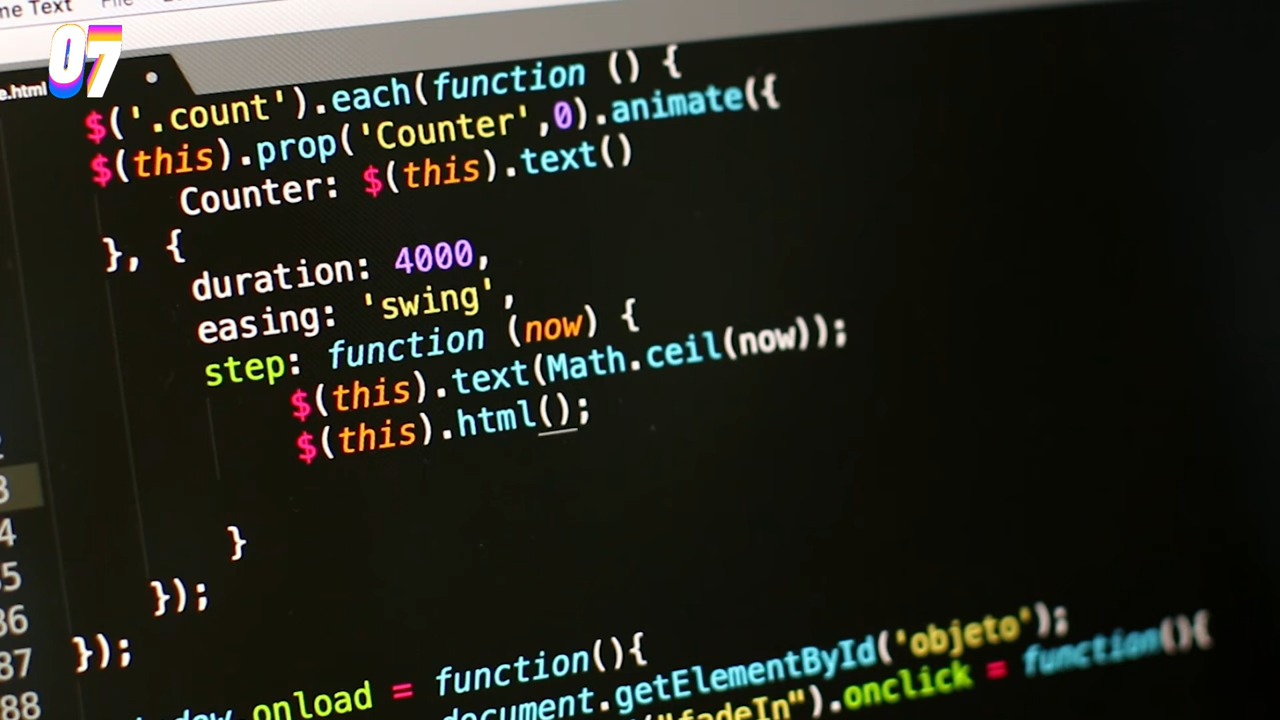 me Text File
07
e.html
$('.count').each(function () {
$(this).prop('Counter',0).animate({
Counter: $(this).text()
}, {
duration: 4000,
easing: 'swing',
step: function (now) {
$(this).text(Math.ceil(now));
$(this).html();
3
4
}
85
});
86
87 });
88 onload = function(){
document.getElementById('objeto');
"fadeIn").onclick = function(){